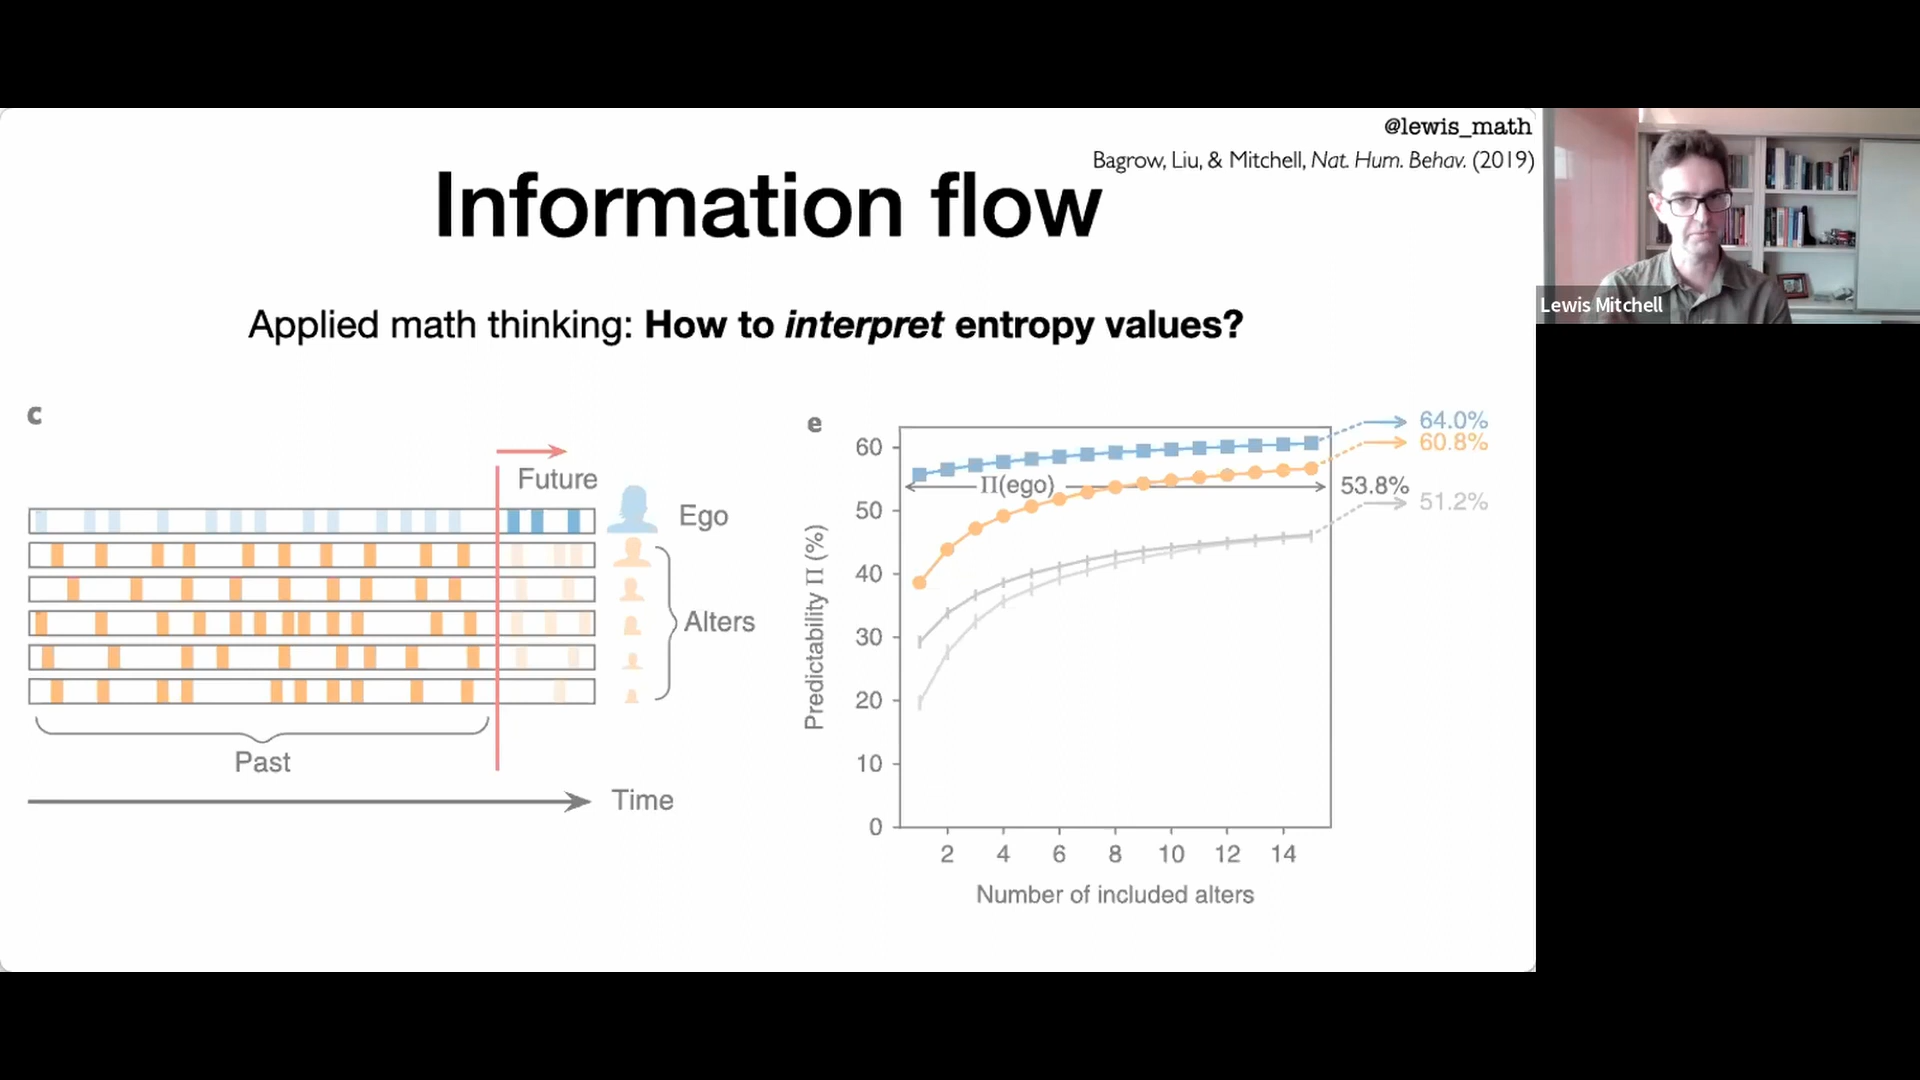 @lewis_math
Bagrow, Liu, & Mitchell, Nat. Hum. Behav. (2019)
Information flow
Applied math thinking: How to interpret entropy values?
Lewis Mitchell
c
Future
Ego
Alters
Past
Time
e
60
50
40
30
20
10
0
Predictability Π (%)
Π(ego)
64.0%
60.8%
53.8%
51.2%
2 4 6 8 10 12 14
Number of included alters